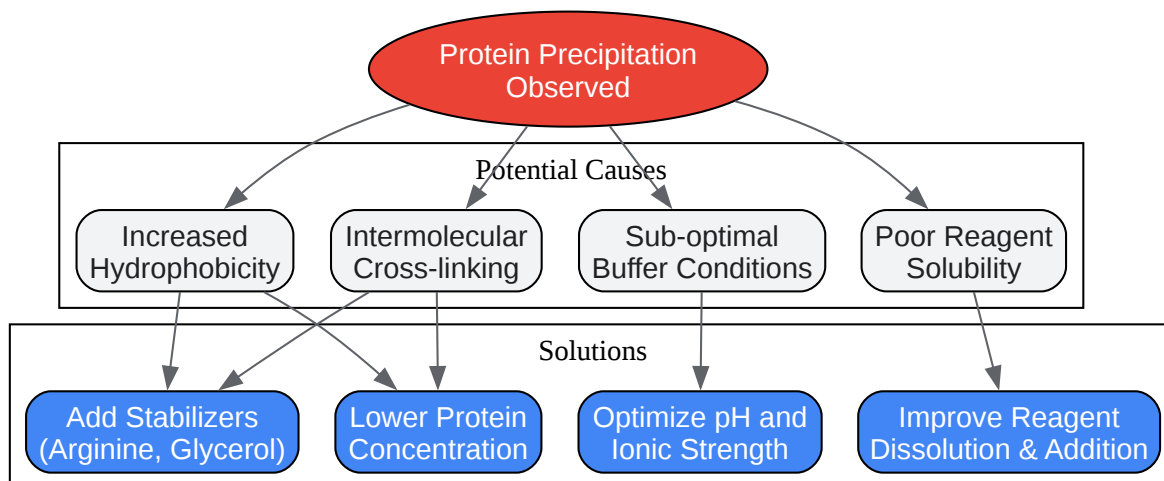 Protein Precipitation
Observed
Potential Causes
Increased
Hydrophobicity
Intermolecular
Cross-linking
Sub-optimal
Buffer Conditions
Poor Reagent
Solubility
Solutions
Add Stabilizers
(Arginine, Glycerol)
Lower Protein
Concentration
Optimize pH and
Ionic Strength
Improve Reagent
Dissolution & Addition